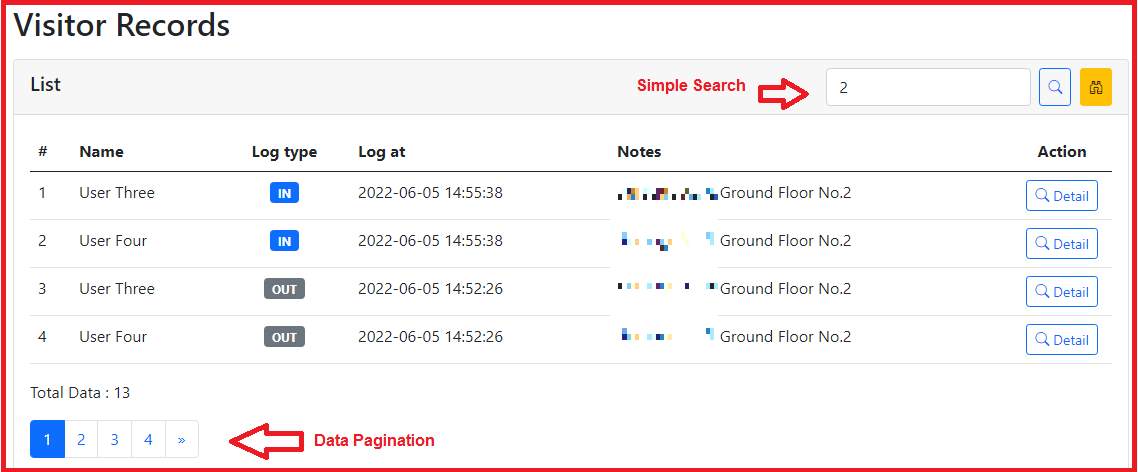 Visitor Records
List Simple Search 2
# Name Log type Log at Notes Action
1 User Three IN 2022-06-05 14:55:38 Ground Floor No.2 Detail
2 User Four IN 2022-06-05 14:55:38 Ground Floor No.2 Detail
3 User Three OUT 2022-06-05 14:52:26 Ground Floor No.2 Detail
4 User Four OUT 2022-06-05 14:52:26 Ground Floor No.2 Detail
Total Data : 13
1 2 3 4 » Data Pagination